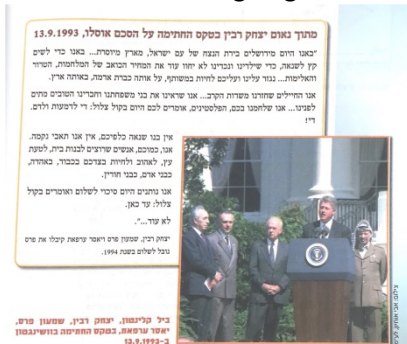 מתוך נאום יצחק רבין בטקס החתימה על הסכם אוסלו, 13.9.1993
"באנו היום מירושלים בירת הנצח של עם ישראל, מארץ מיוסרת... באנו כדי לשים
קץ לשנאה, כדי שילדינו ונכדינו לא יחוו עוד את המחיר הכואב של המלחמות, הטרור
והאלימות... נגזר עלינו ועליכם לחיות במשותף, על אותה כברת אדמה, באותה ארץ.
אנו החיילים שחזרנו משדות הקרב... אנו שראינו את בני משפחתנו וחברינו הטובים מתים
לפנינו... אנו שלחמנו בכם, הפלסטינים, אומרים לכם היום בקול צלול: די לדמעות ולדם.
די!
אין בנו שנאה כלפיכם, אין אנו תאבי נקמה.
אנו, כמוכם, אנשים שרוצים לבנות בית, לטעת
עץ, לאהוב ולחיות בצדכם בכבוד, באהדה,
כבני אדם, כבני חורין.
אנו נותנים היום סיכוי לשלום ואומרים בקול
צלול: עד כאן.
לא עוד...".
יצחק רבין, שמעון פרס ויאסר ערפאת קיבלו את פרס
נובל לשלום בשנת 1994.
ביל קלינטון, יצחק רבין, שמעון פרס,
יאסר ערפאת, בטקס החתימה בוושינגטון
ב-13.9.1993